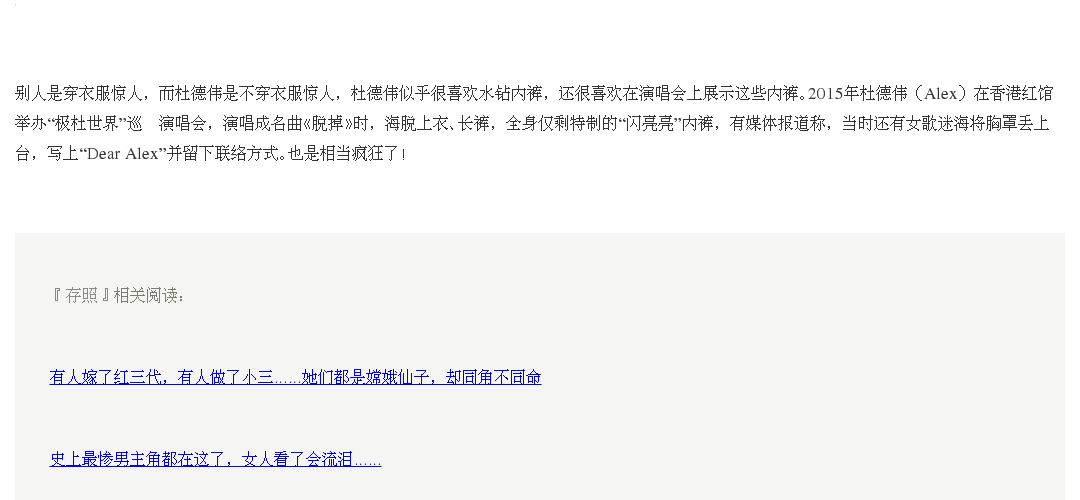 别人是穿衣服惊人，而杜德伟是不穿衣服惊人，杜德伟似乎很喜欢水钻内裤，还很喜欢在演唱会上展示这些内裤。2015年杜德伟（Alex）在香港红馆
举办“极杜世界”巡　演唱会，演唱成名曲《脱掉》时，海脱上衣、长裤，全身仅剩特制的“闪亮亮”内裤，有媒体报道称，当时还有女歌迷海将胸罩丢上
台，写上“Dear Alex”并留下联络方式。也是相当疯狂了！
『存照』相关阅读：
有人嫁了红三代，有人做了小三……她们都是嫦娥仙子，却同角不同命
史上最惨男主角都在这了，女人看了会流泪……